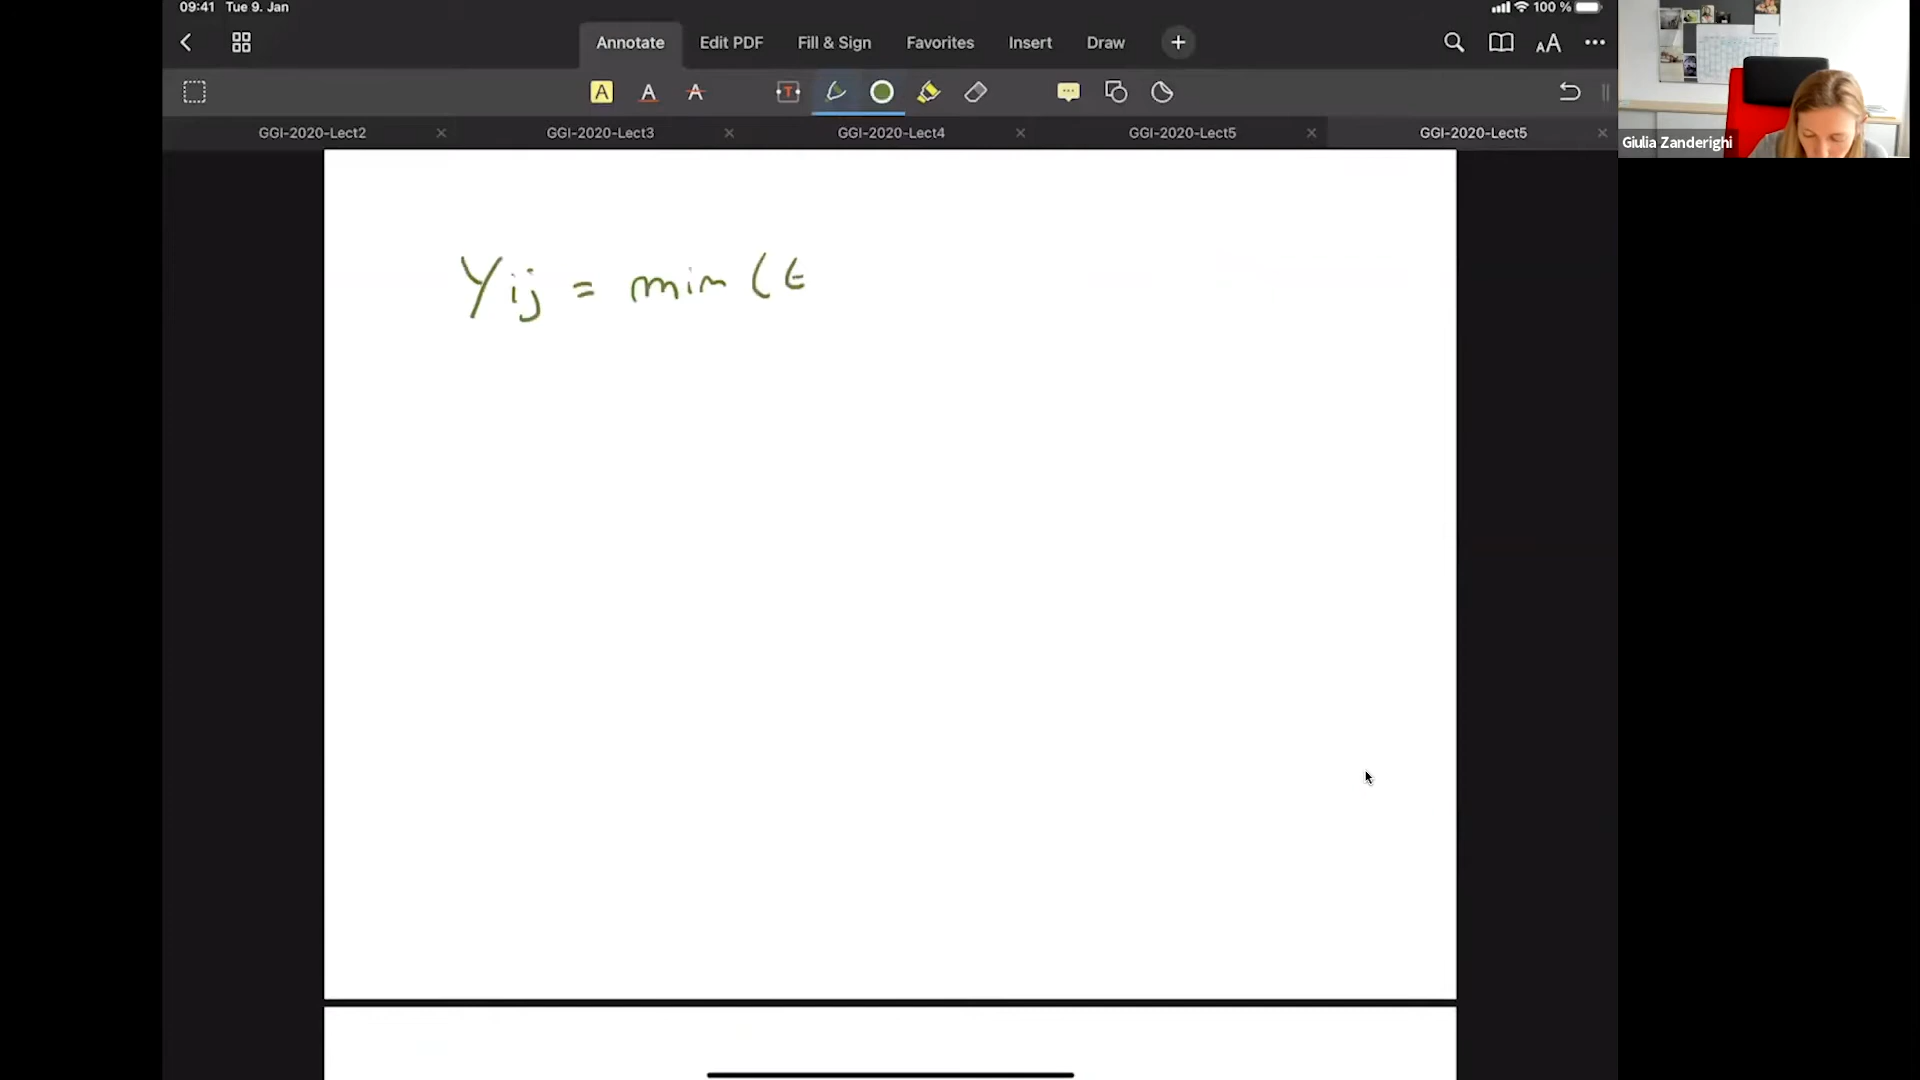 09:41 Tue 9. Jan 100 %
Annotate Edit PDF Fill & Sign Favorites Insert Draw
AA
A A A T
GGI-2020-Lect2 GGI-2020-Lect3 GGI-2020-Lect4 GGI-2020-Lect5 GGI-2020-Lect5
Giulia Zanderighi
Yij = min (E